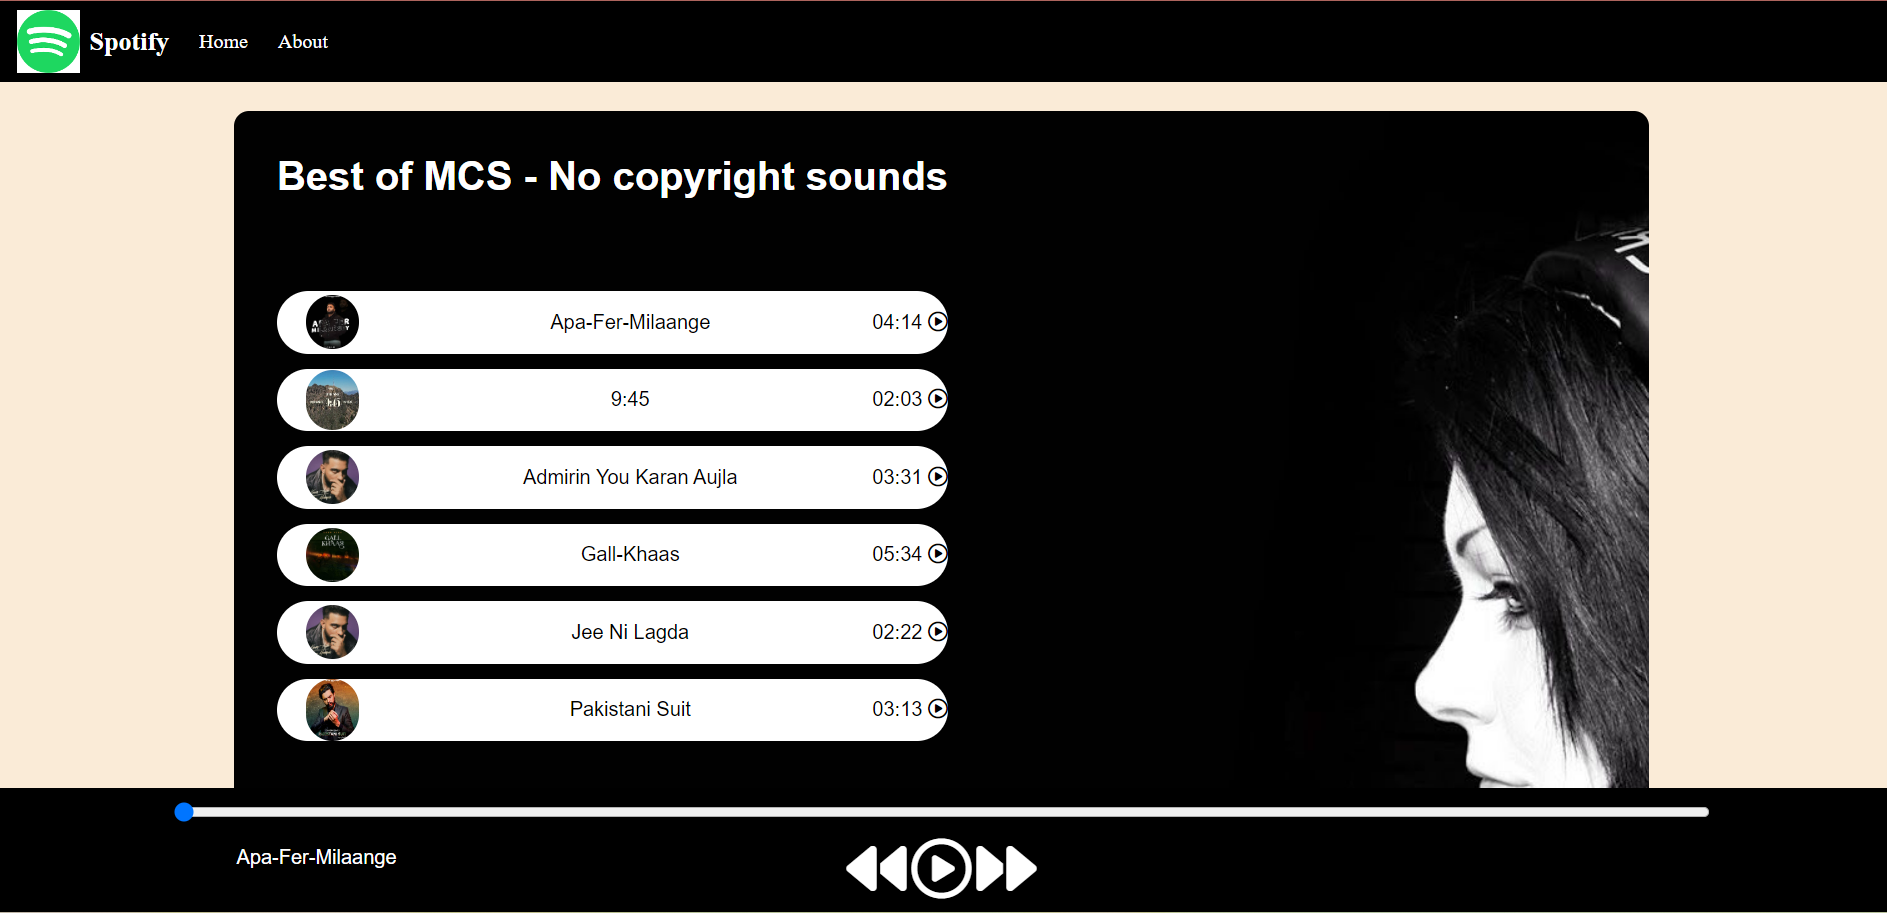 Spotify Home About
Best of MCS - No copyright sounds
Apa-Fer-Milaange 04:14
9:45 02:03
Admirin You Karan Aujla 03:31
GALL
KHAAS
Gall-Khaas 05:34
Jee Ni Lagda 02:22
Pakistani Suit 03:13
Apa-Fer-Milaange